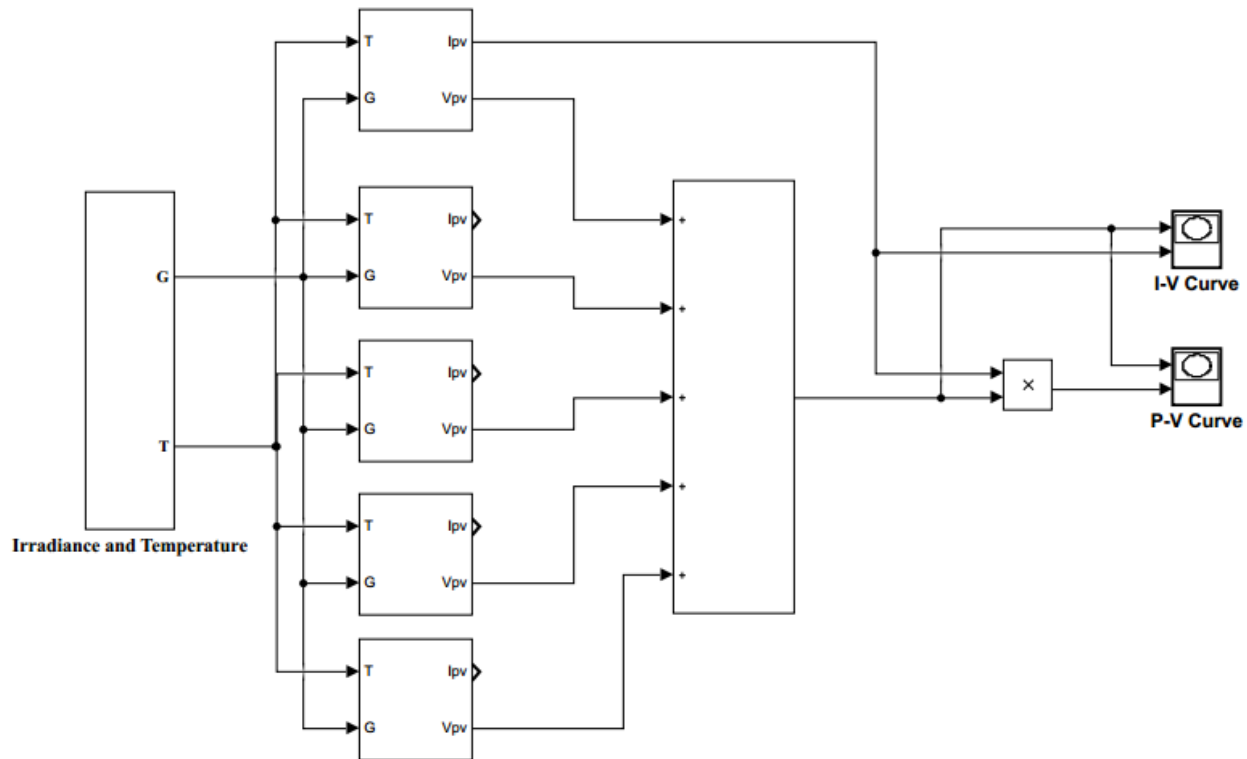 T Ipv
G Vpv
T Ipv
G Vpv
T Ipv
G Vpv
T Ipv
G Vpv
T Ipv
G Vpv
G
T
Irradiance and Temperature
+
+
+
+
+
×
I-V Curve
P-V Curve